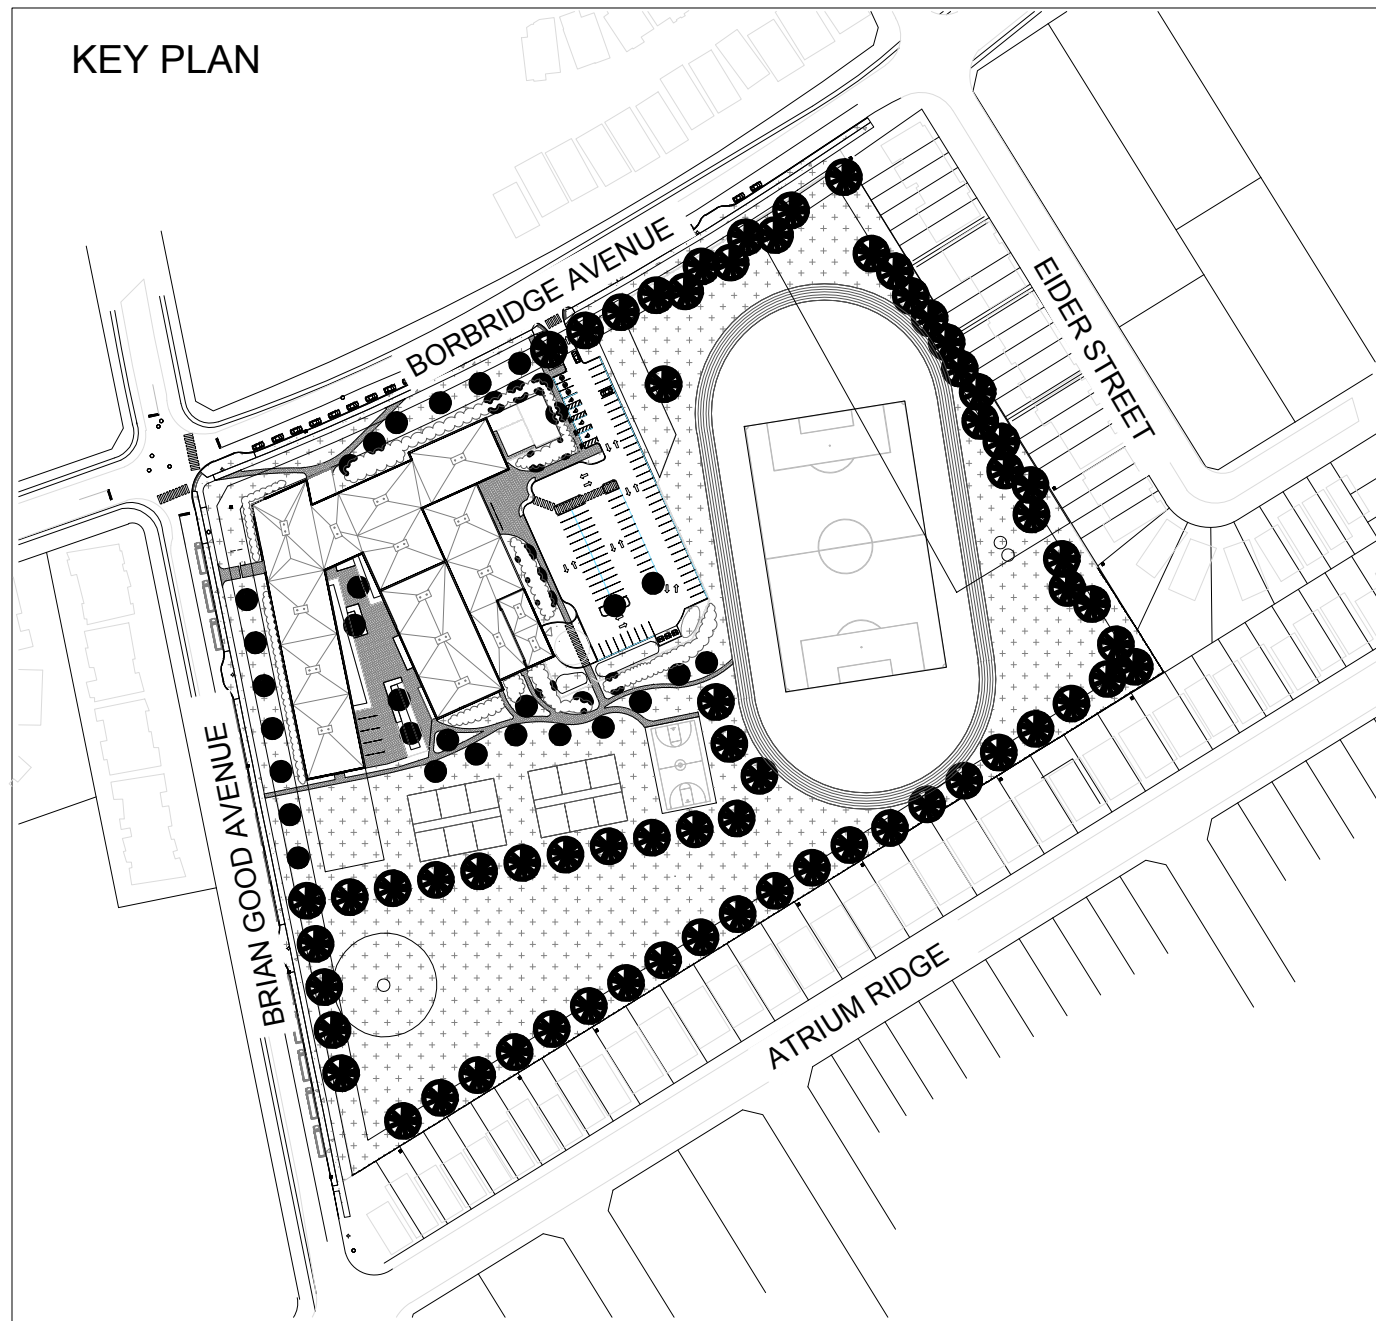 KEY PLAN
BORBRIDGE AVENUE
EIDER STREET
BRIAN GOOD AVENUE
ATRIUM RIDGE